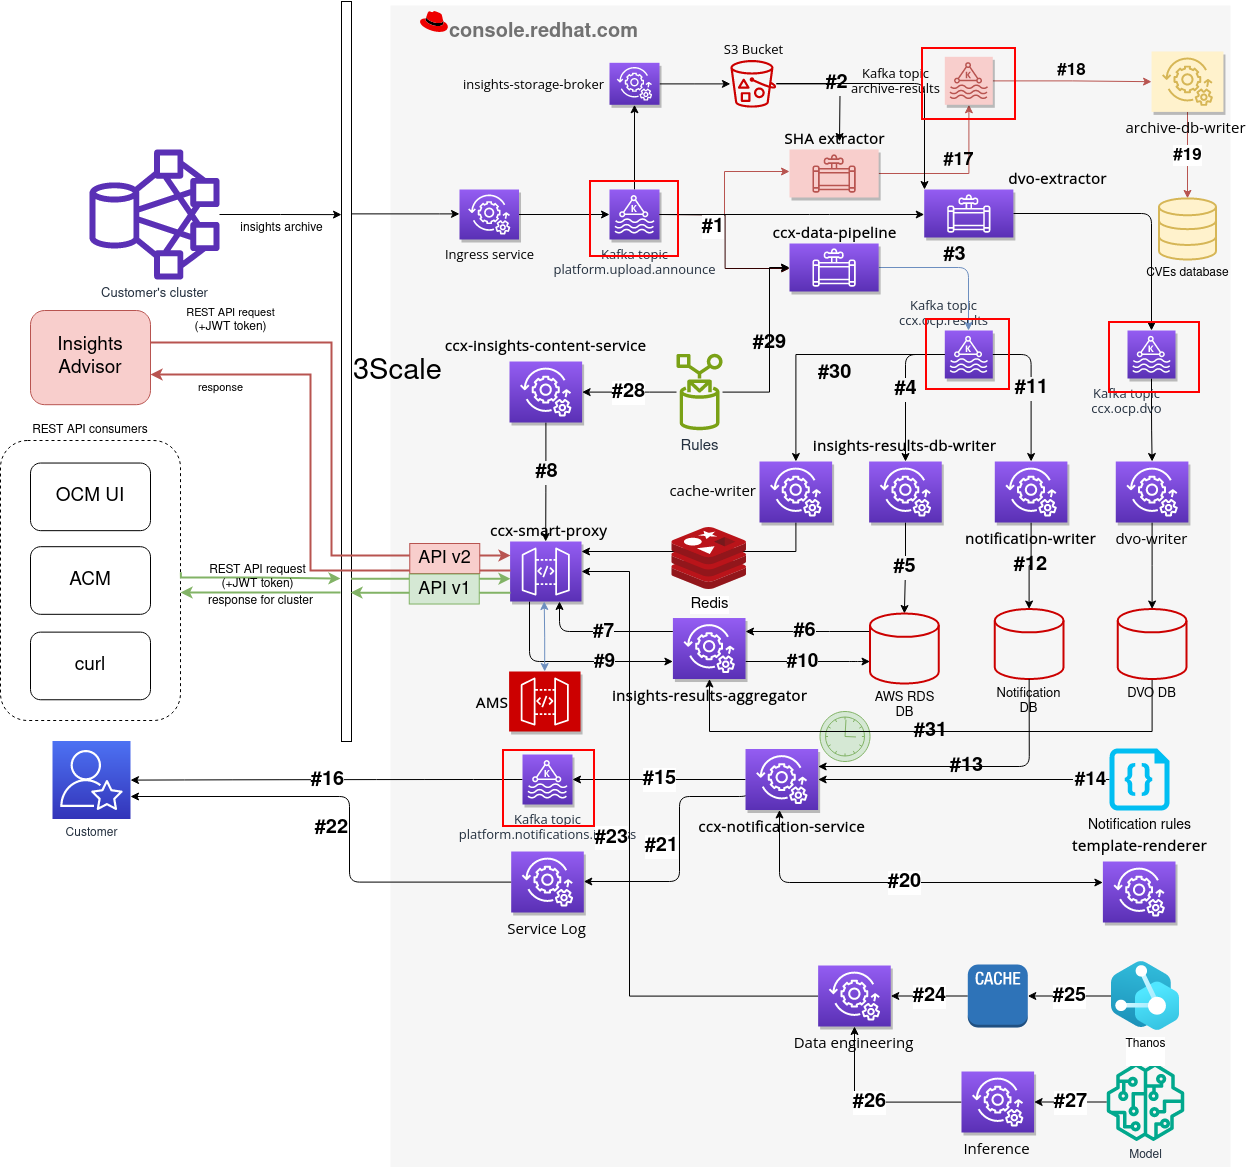 console.redhat.com
S3 Bucket
insights-storage-broker
#2
Kafka topic
archive-results
#18
archive-db-writer
SHA extractor
#17
#19
dvo-extractor
insights archive
Customer's cluster
Ingress service
Kafka topic
platform.upload.announce
#1
ccx-data-pipeline
#3
CVEs database
REST API request
(+JWT token)
Insights
Advisor
response
3Scale
ccx-insights-content-service
#28
Rules
#29
Kafka topic
ccx.ocp.results
#30
#4
#11
Kafka topic
ccx.ocp.dvo
REST API consumers
OCM UI
ACM
curl
#8
cache-writer
insights-results-db-writer
notification-writer
dvo-writer
ccx-smart-proxy
API v2
API v1
REST API request
(+JWT token)
response for cluster
Redis
#5
#12
#7
#6
#9
#10
AMS
insights-results-aggregator
AWS RDS
DB
Notification
DB
DVO DB
#31
#13
#16
#15
#14
Customer
Kafka topic
#22
#23
#21
ccx-notification-service
Notification rules
template-renderer
#20
Service Log
CACHE
#24
#25
Data engineering
Thanos
#26
#27
Inference
Model